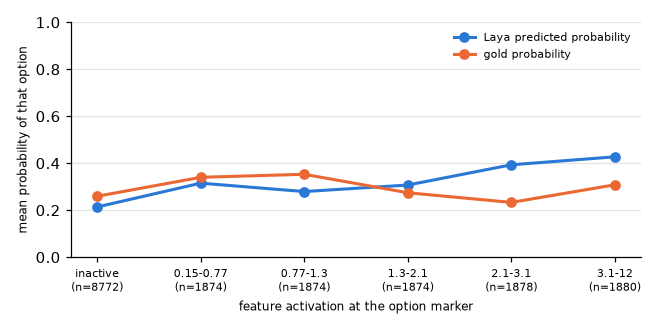 Laya predicted probability
gold probability
mean probability of that option
1.0
0.8
0.6
0.4
0.2
0.0
inactive 0.15-0.77 0.77-1.3 1.3-2.1 2.1-3.1 3.1-12
(n=8772) (n=1874) (n=1874) (n=1874) (n=1878) (n=1880)
feature activation at the option marker